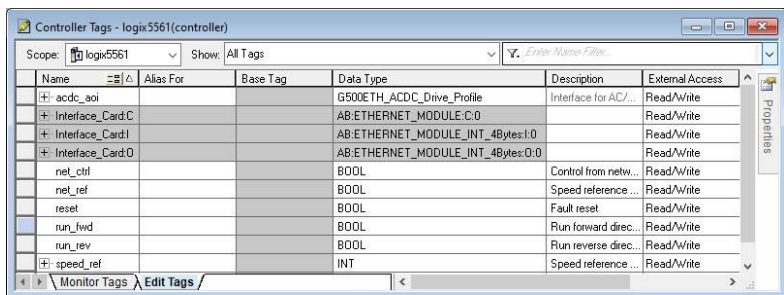 Controller Tags - logix5561(controller)
Scope: logix5561 Show: All Tags Enter Name Filter...
Name Alias For Base Tag Data Type Description External Access
acdc_aoi G500ETH_ACDC_Drive_Profile Interface for AC/... Read/Write
Interface_Card:C AB:ETHERNET_MODULE:C:0 Read/Write
Interface_Card:I AB:ETHERNET_MODULE_INT_4Bytes:I:0 Read/Write
Interface_Card:O AB:ETHERNET_MODULE_INT_4Bytes:O:0 Read/Write
net_ctrl BOOL Control from netw... Read/Write
net_ref BOOL Speed reference ... Read/Write
reset BOOL Fault reset Read/Write
run_fwd BOOL Run forward direc... Read/Write
run_rev BOOL Run reverse direc... Read/Write
speed_ref INT Speed reference ... Read/Write
Monitor Tags Edit Tags
Properties